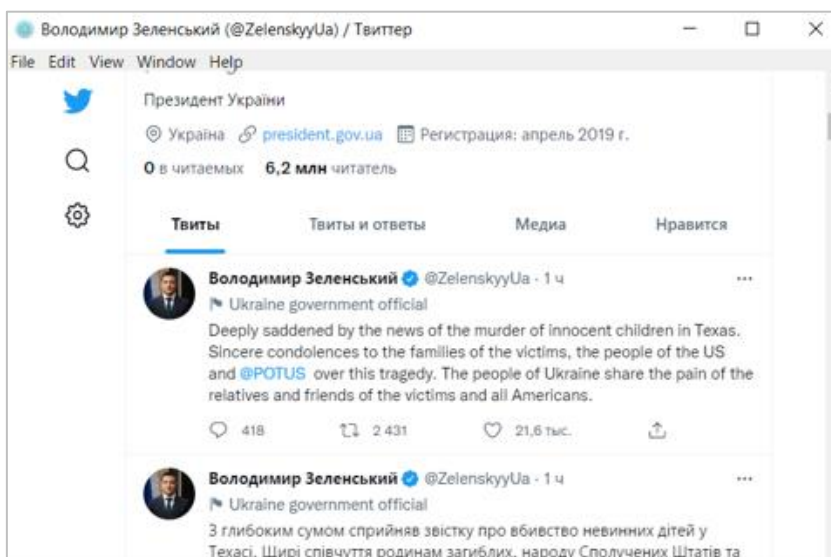 Володимир Зеленський (@ZelenskyyUa) / Твиттер
File Edit View Window Help
Президент України
Україна president.gov.ua Регистрация: апрель 2019 г.
0 в читаемых 6,2 млн читатель
Твиты Твиты и ответы Медиа Нравится
Володимир Зеленський @ZelenskyyUa · 1 ч
Ukraine government official
Deeply saddened by the news of the murder of innocent children in Texas.
Sincere condolences to the families of the victims, the people of the US
and @POTUS over this tragedy. The people of Ukraine share the pain of the
relatives and friends of the victims and all Americans.
418 2 431 21,6 тыс.
Володимир Зеленський @ZelenskyyUa · 1 ч
Ukraine government official
З глибоким сумом сприйняв звістку про вбивство невинних дітей у
Техасі. Щирі співчуття родинам загиблих, народу Сполучених Штатів та